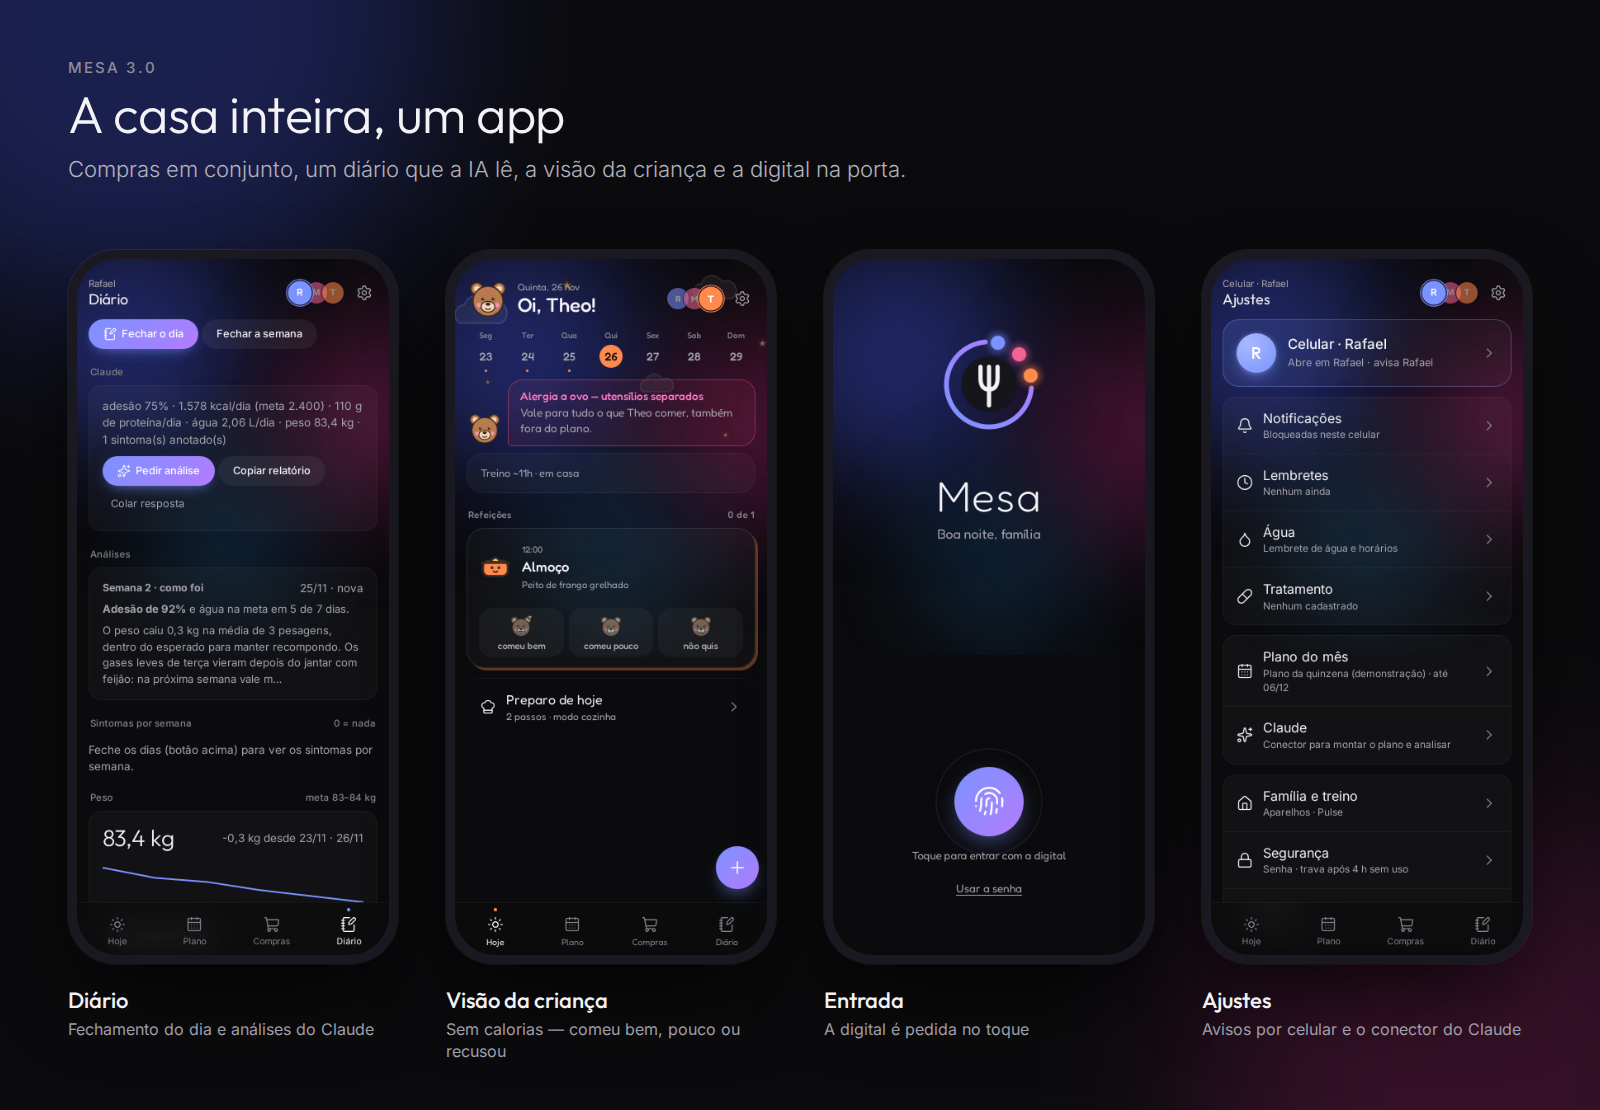 MESA 3.0
A casa inteira, um app
Compras em conjunto, um diário que a IA lê, a visão da criança e a digital na porta.
Rafael
Diário
R M T
Fechar o dia
Fechar a semana
Claude
adesão 75% · 1.578 kcal/dia (meta 2.400) · 110 g
de proteína/dia · água 2,06 L/dia · peso 83,4 kg ·
1 sintoma(s) anotado(s)
Pedir análise
Copiar relatório
Colar resposta
Análises
Semana 2 · como foi
25/11 · nova
Adesão de 92% e água na meta em 5 de 7 dias.
O peso caiu 0,3 kg na média de 3 pesagens,
dentro do esperado para manter recompondo. Os
gases leves de terça vieram depois do jantar com
feijão: na próxima semana vale m...
Sintomas por semana
0 = nada
Feche os dias (botão acima) para ver os sintomas por
semana.
Peso
meta 83–84 kg
83,4 kg
-0,3 kg desde 23/11 · 26/11
Hoje
Plano
Compras
Diário
Diário
Fechamento do dia e análises do Claude
Quinta, 26 nov
Oi, Theo!
R M T
Seg Ter Qua Qui Sex Sab Dom
23 24 25 26 27 28 29
Alergia a ovo — utensílios separados
Vale para tudo o que Theo comer, também
fora do plano.
Treino ~11h · em casa
Refeições
0 de 1
12:00
Almoço
Peito de frango grelhado
comeu bem
comeu pouco
não quis
Preparo de hoje
2 passos · modo cozinha
Hoje
Plano
Compras
Diário
Visão da criança
Sem calorias — comeu bem, pouco ou
recusou
Mesa
Boa noite, família
Toque para entrar com a digital
Usar a senha
Entrada
A digital é pedida no toque
Celular · Rafael
Ajustes
R M T
R
Celular · Rafael
Abre em Rafael · avisa Rafael
Notificações
Bloqueadas neste celular
Lembretes
Nenhum ainda
Água
Lembrete de água e horários
Tratamento
Nenhum cadastrado
Plano do mês
Plano da quinzena (demonstração) · até
06/12
Claude
Conector para montar o plano e analisar
Família e treino
Aparelhos · Pulse
Segurança
Senha · trava após 4 h sem uso
Hoje
Plano
Compras
Diário
Ajustes
Avisos por celular e o conector do Claude